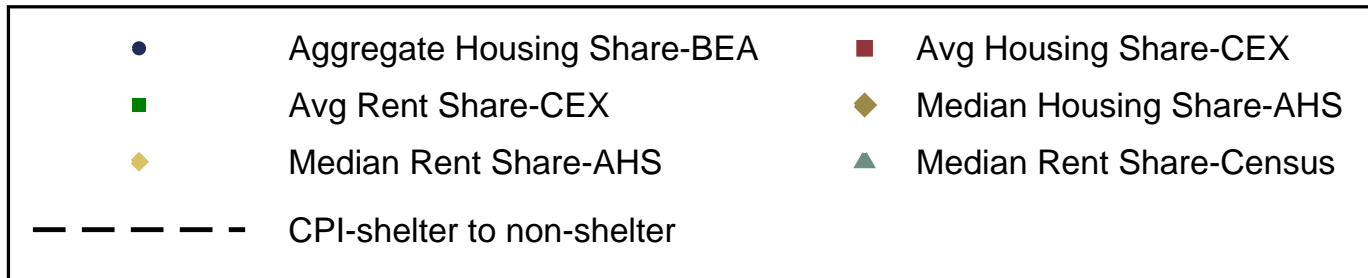 Aggregate Housing Share-BEA Avg Housing Share-CEX
Avg Rent Share-CEX Median Housing Share-AHS
Median Rent Share-AHS Median Rent Share-Census
CPI-shelter to non-shelter